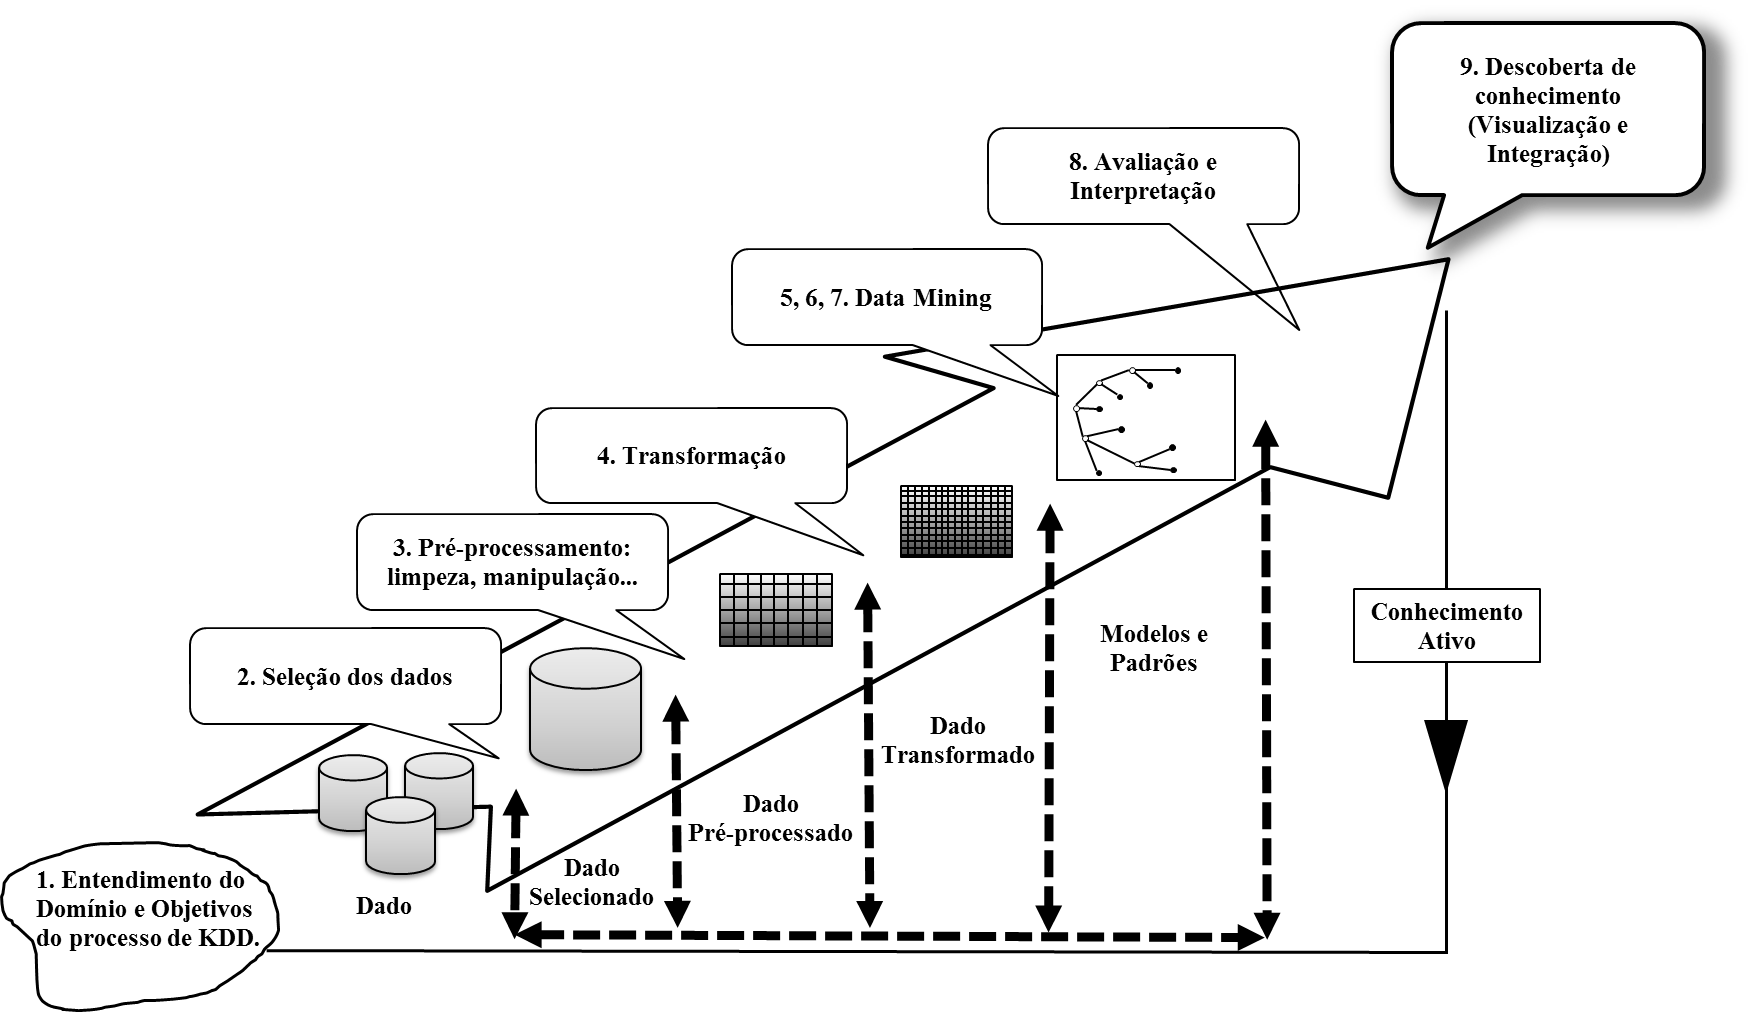 9. Descoberta de
conhecimento
(Visualização e
Integração)
8. Avaliação e
Interpretação
5, 6, 7. Data Mining
4. Transformação
3. Pré-processamento:
limpeza, manipulação...
2. Seleção dos dados
1. Entendimento do
Domínio e Objetivos
do processo de KDD.
Dado
Dado
Selecionado
Dado
Pré-processado
Dado
Transformado
Modelos e
Padrões
Conhecimento
Ativo